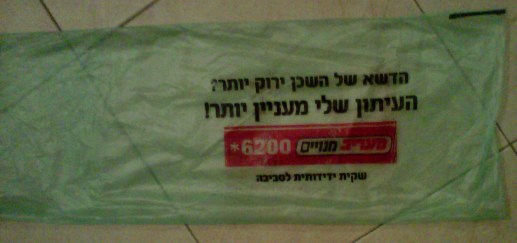 הדשא של השכן ירוק יותר?
העיתון שלי מעניין יותר!
מעריב מנויים 6200*
שקית ידידותית לסביבה